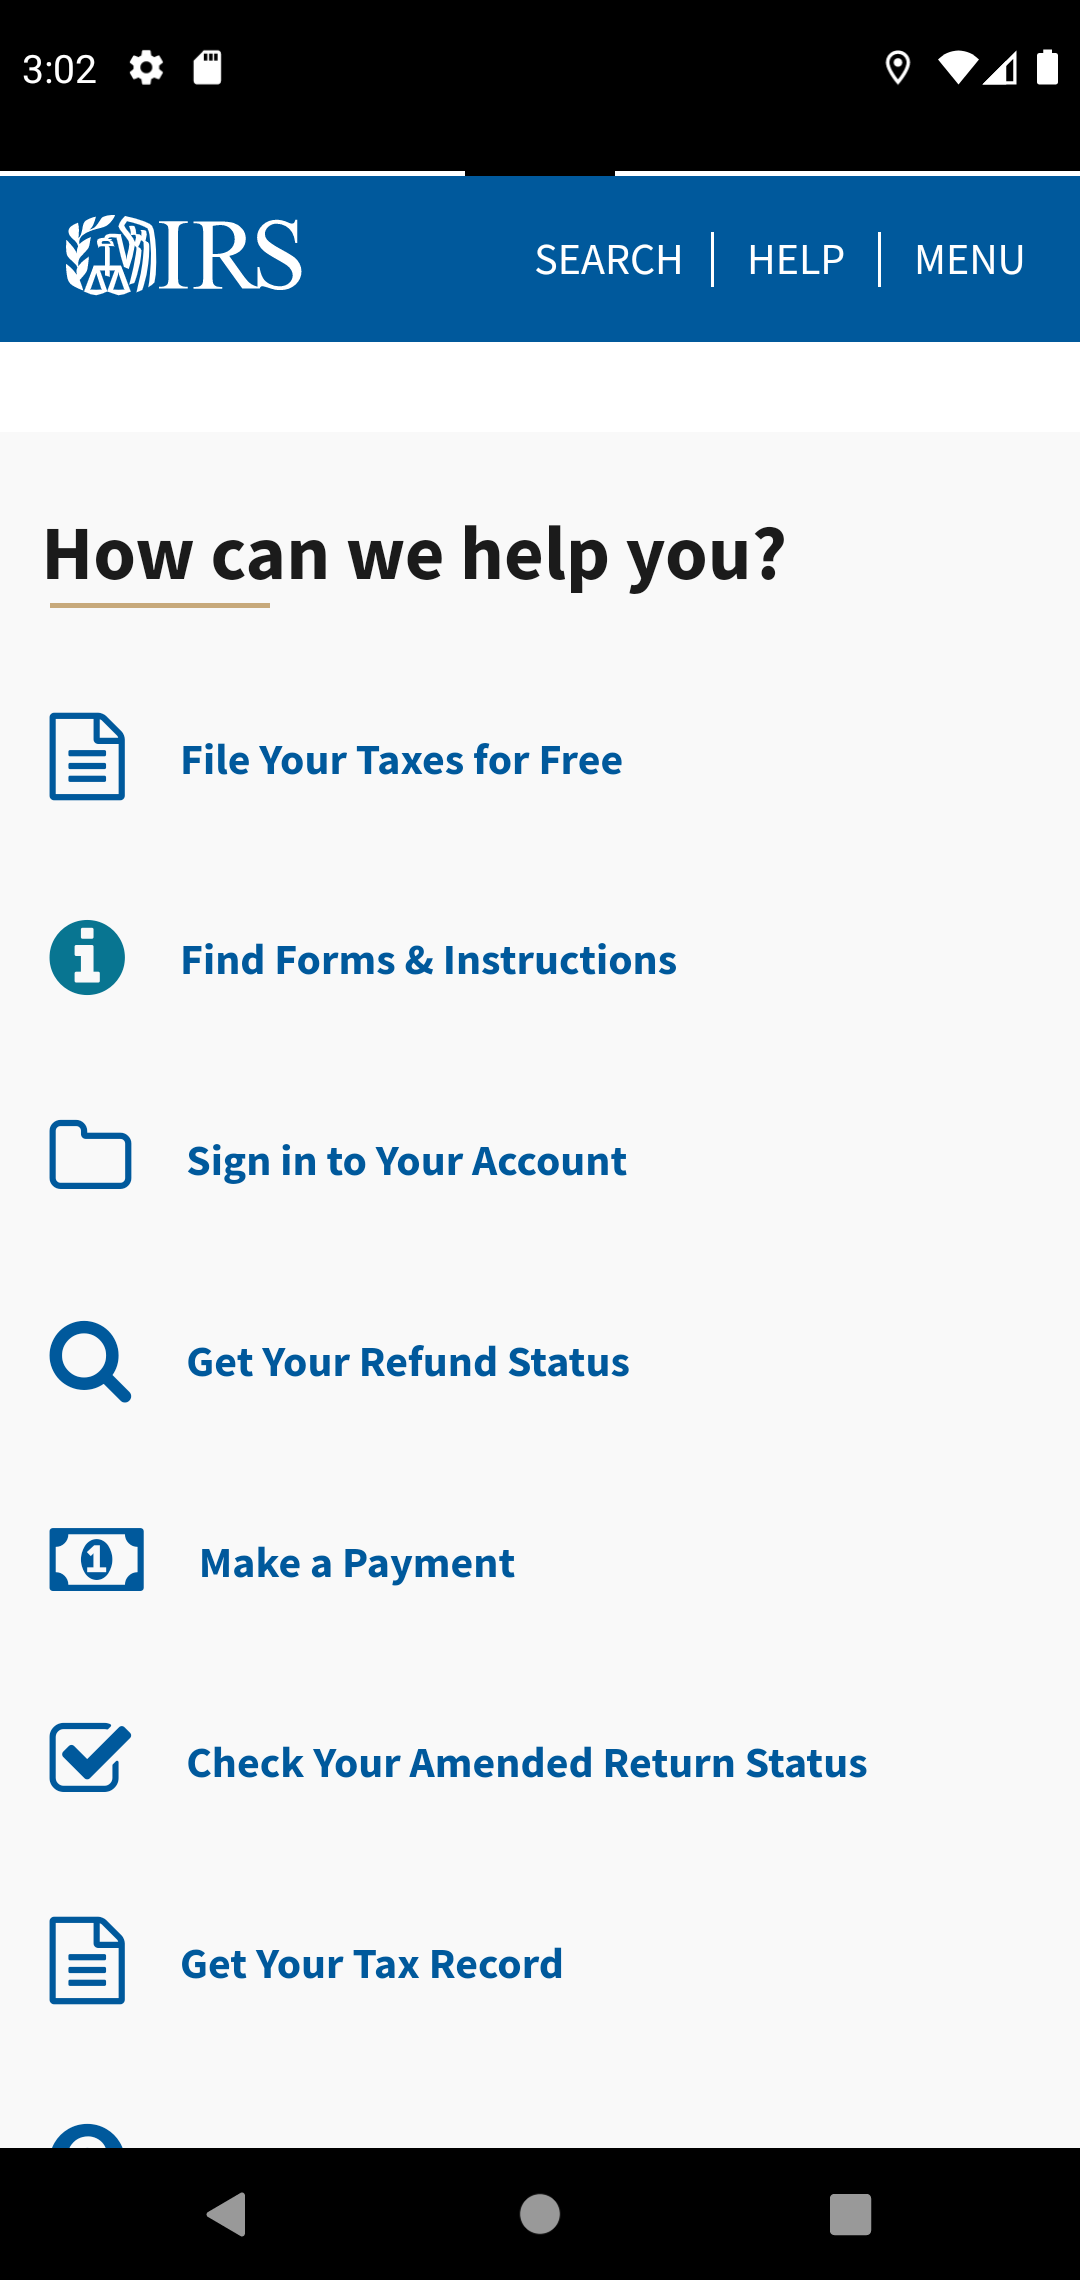 3:02
IRS
SEARCH HELP MENU
How can we help you?
File Your Taxes for Free
Find Forms & Instructions
Sign in to Your Account
Get Your Refund Status
Make a Payment
Check Your Amended Return Status
Get Your Tax Record